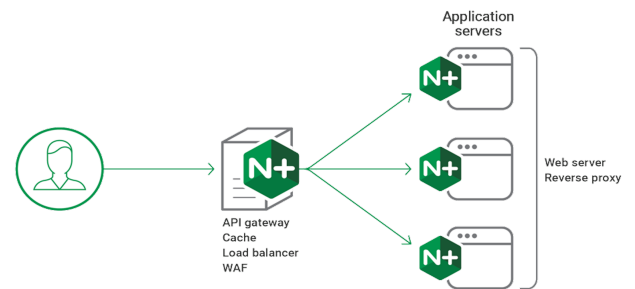 Application
servers
N+
N+
N+
N+
API gateway
Cache
Load balancer
WAF
Web server
Reverse proxy